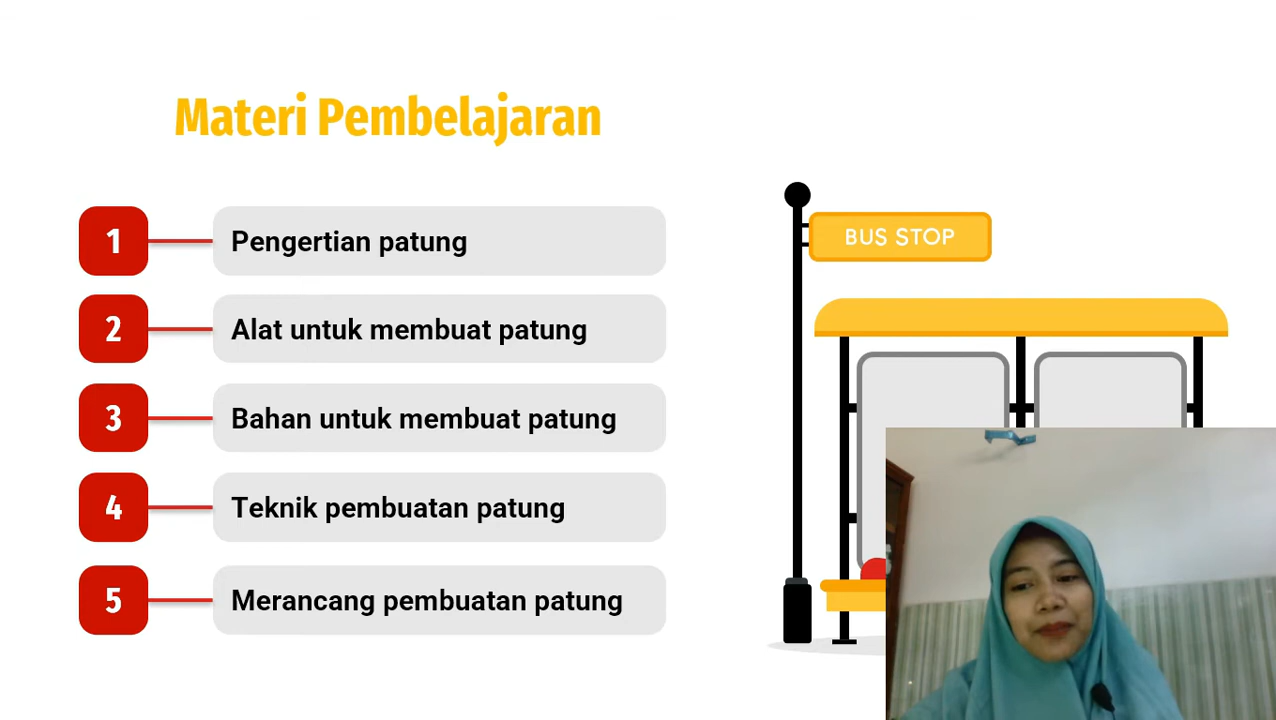 Materi Pembelajaran
1
Pengertian patung
2
Alat untuk membuat patung
3
Bahan untuk membuat patung
4
Teknik pembuatan patung
5
Merancang pembuatan patung
BUS STOP